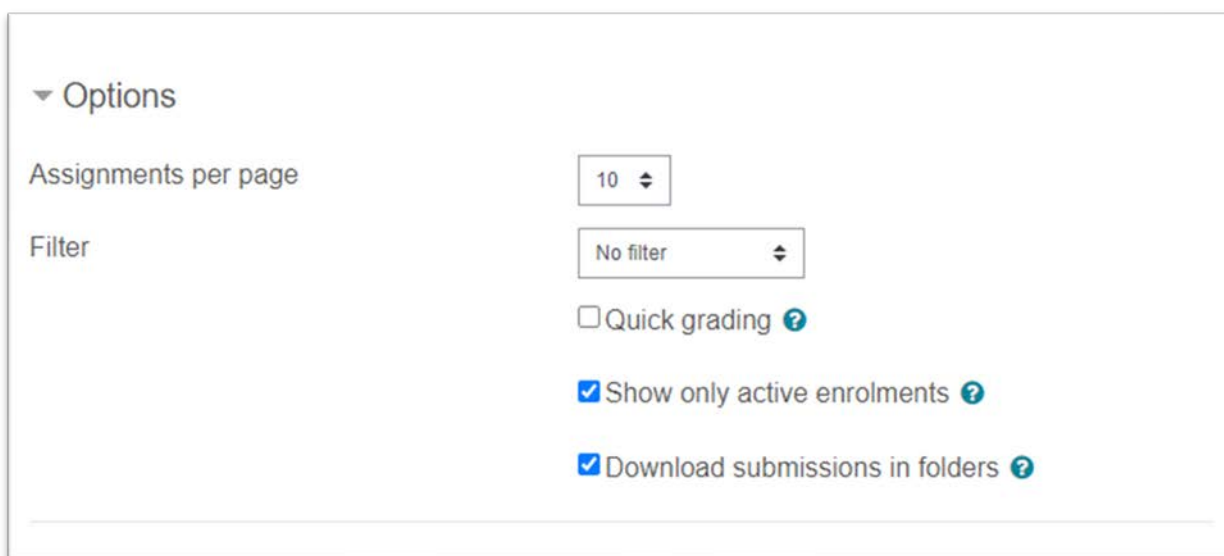 Options
Assignments per page
10
Filter
No filter
Quick grading ?
Show only active enrolments ?
Download submissions in folders ?